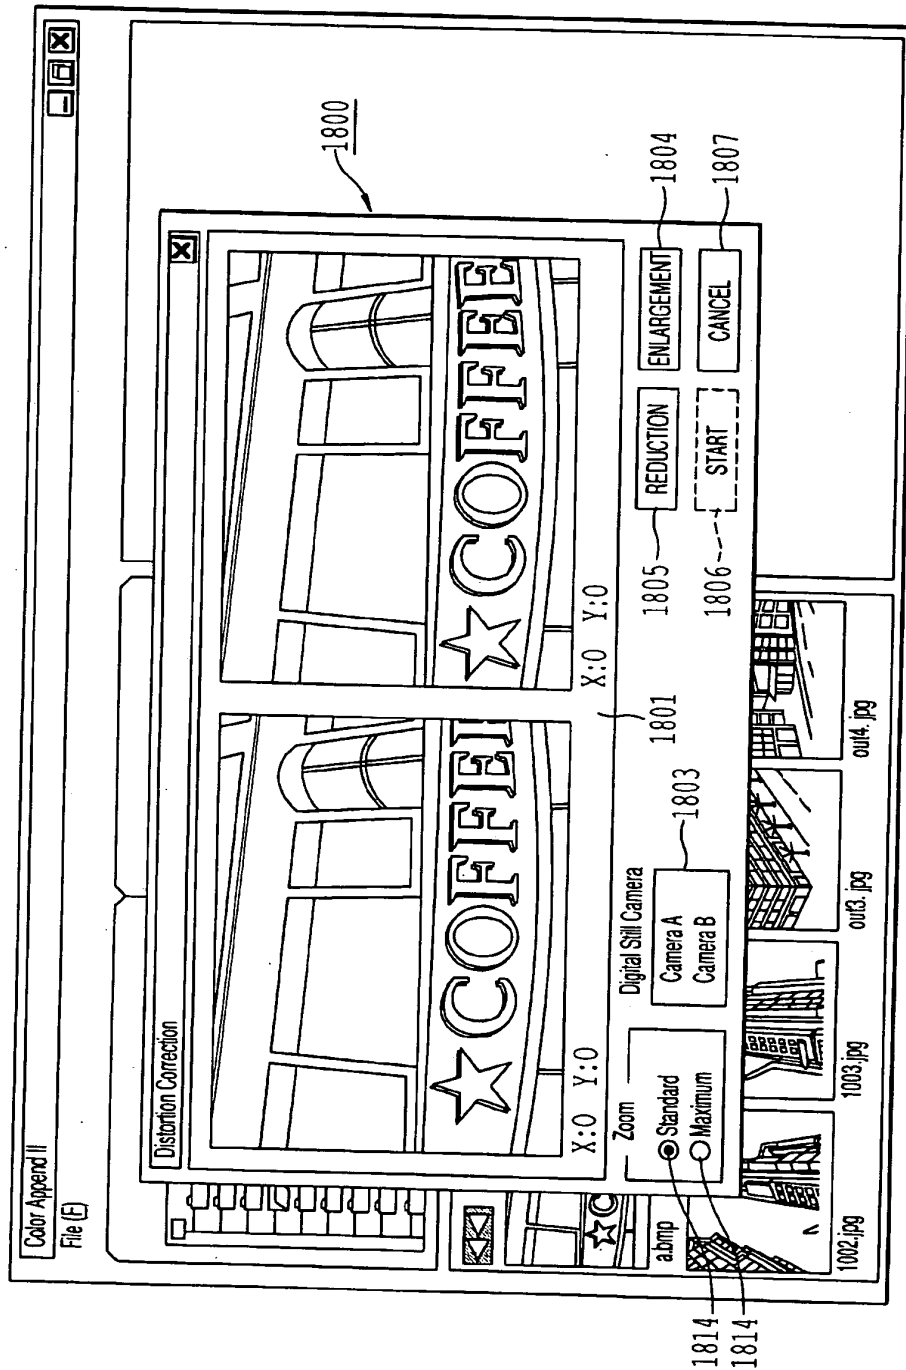 Color Append II
File (F)
Distortion Correction
1800
COFFEE
COFFEE
X:0 Y:0
X:0 Y:0
1801
Zoom
Standard
Maximum
Digital Still Camera
Camera A
Camera B
1803
1805
REDUCTION
ENLARGEMENT
1804
1806
START
CANCEL
1807
C
a.bmp
1002.jpg
1003.jpg
out3.jpg
out4.jpg
1814
1814